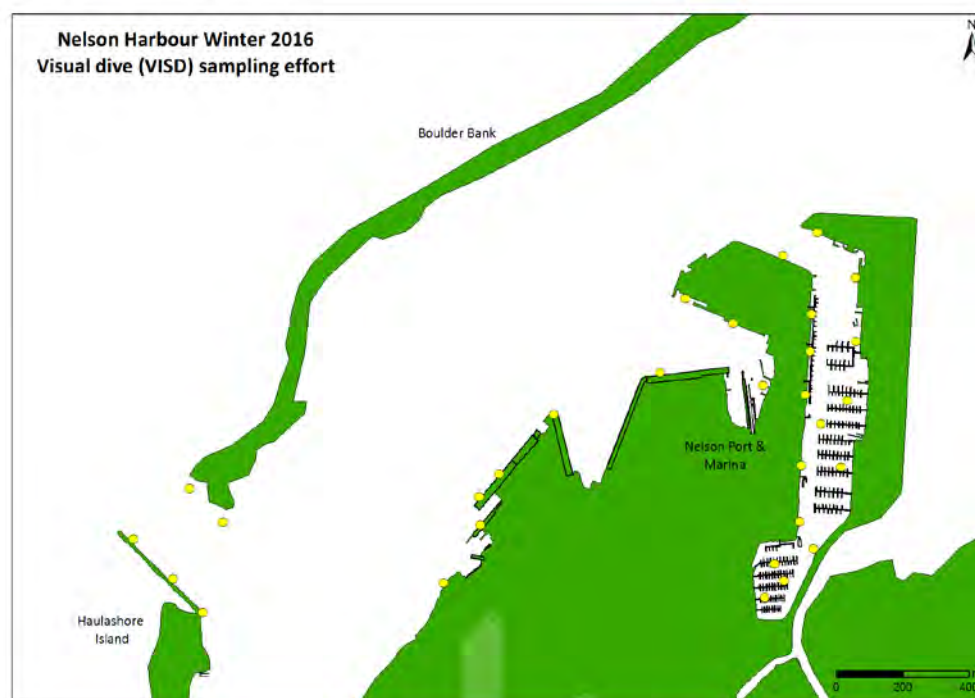 Nelson Harbour Winter 2016
Visual dive (VISD) sampling effort
N
Boulder Bank
Nelson Port &
Marina
Haulashore
Island
0 200